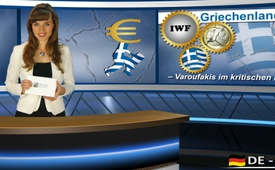 Griechenland
IWF
– Varoufakis im kritischen
DE -